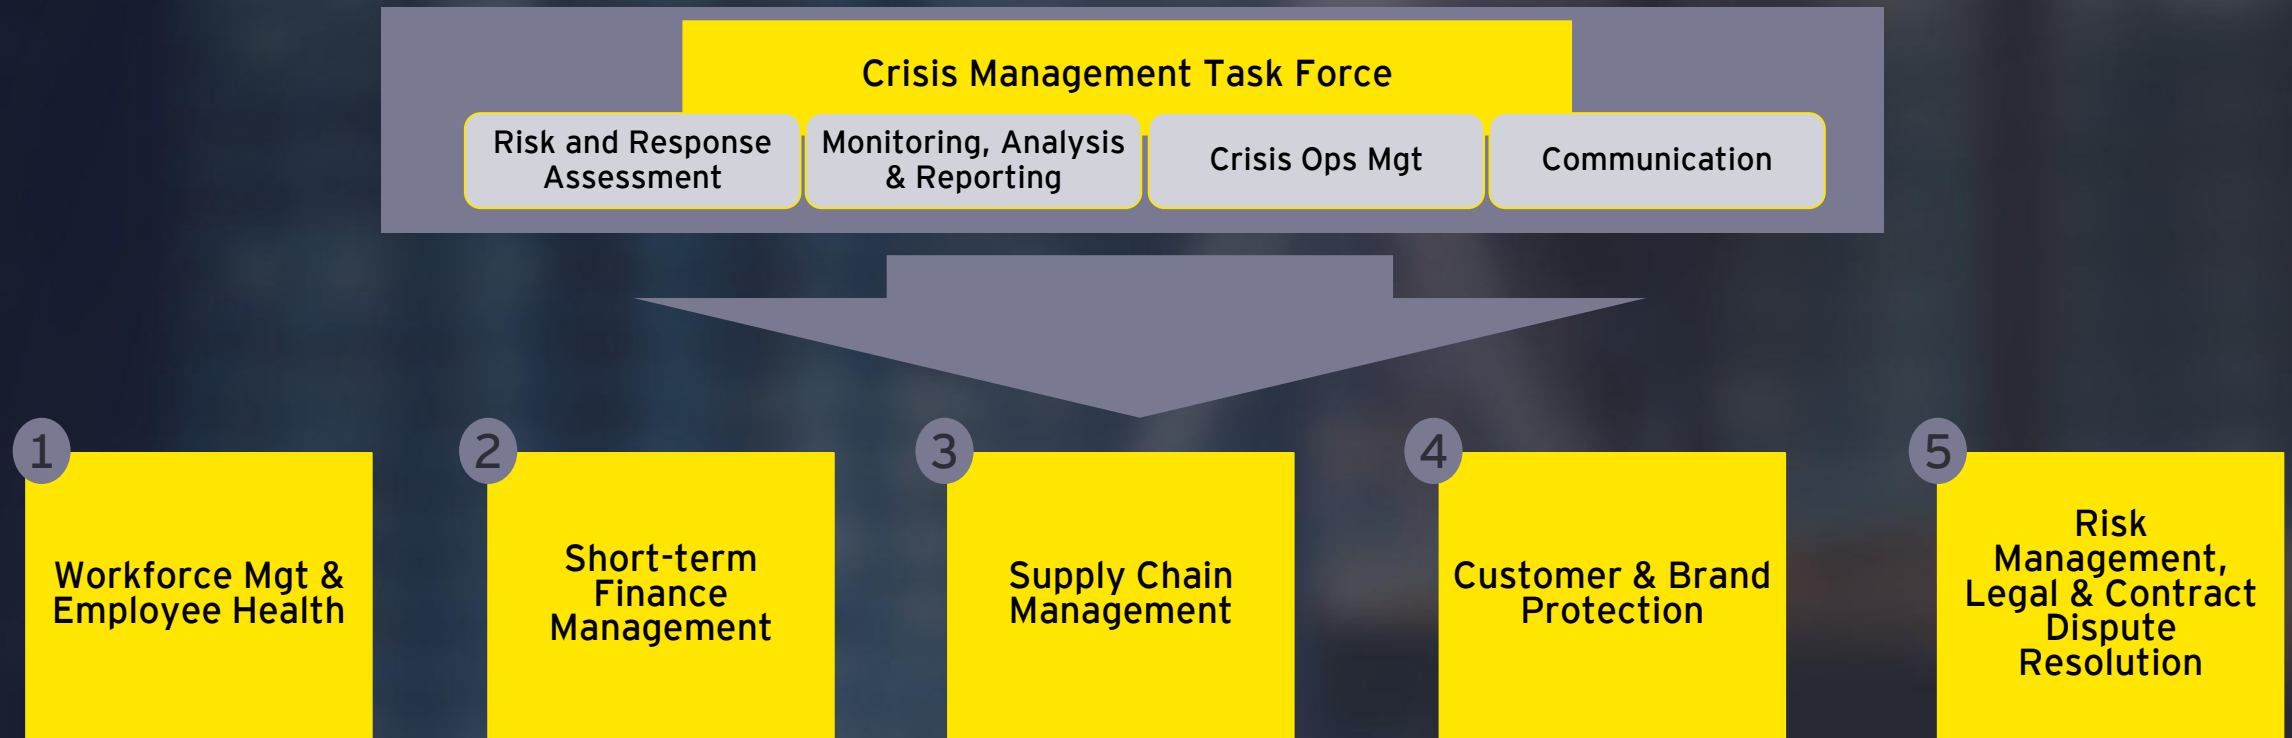 Crisis Management Task Force
Risk and Response
Assessment
Monitoring, Analysis
& Reporting
Crisis Ops Mgt
Communication
1
Workforce Mgt &
Employee Health
2
Short-term
Finance
Management
3
Supply Chain
Management
4
Customer & Brand
Protection
5
Risk
Management,
Legal & Contract
Dispute
Resolution